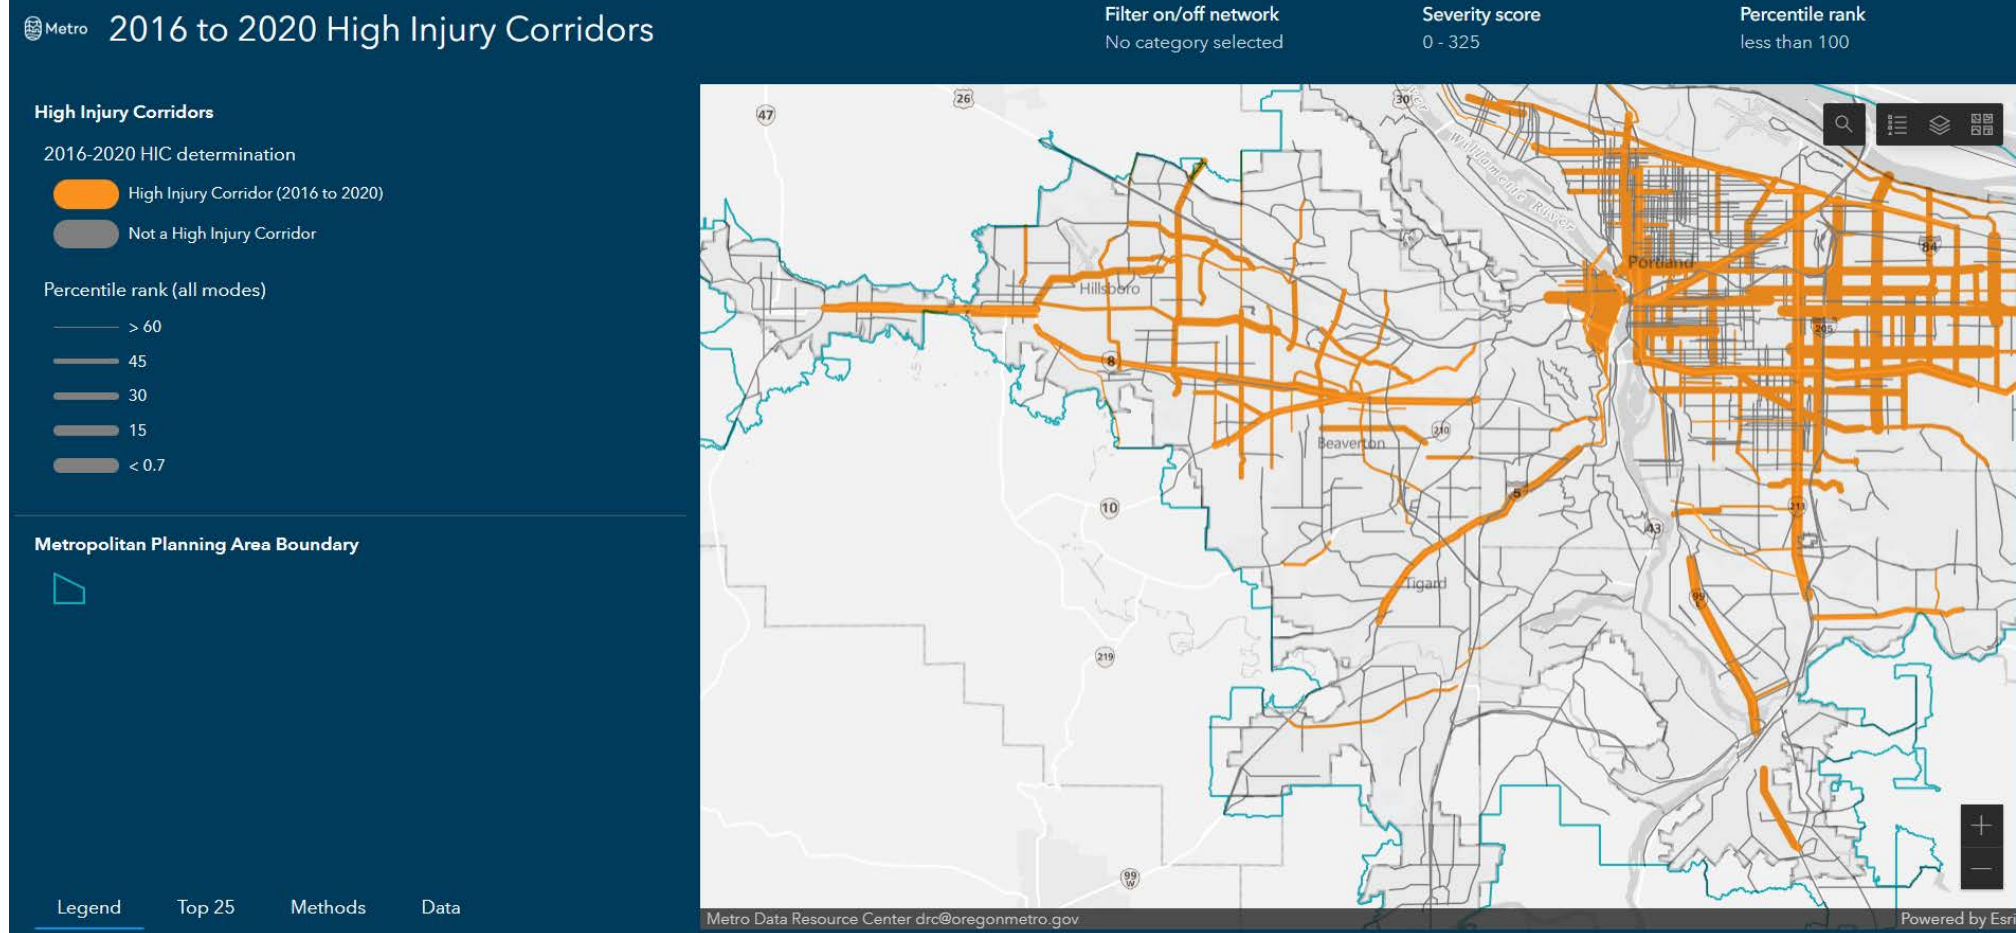 Metro 2016 to 2020 High Injury Corridors
Filter on/off network
No category selected
Severity score
0 - 325
Percentile rank
less than 100
High Injury Corridors
2016-2020 HIC determination
High Injury Corridor (2016 to 2020)
Not a High Injury Corridor
Percentile rank (all modes)
> 60
45
30
15
< 0.7
Metropolitan Planning Area Boundary
Legend Top 25 Methods Data
47
26
30
Willamette River
84
Portland
Hillsboro
205
8
Beaverton
210
10
5
43
213
Tigard
99
E
219
99
W
Metro Data Resource Center drc@oregonmetro.gov
Powered by Esri